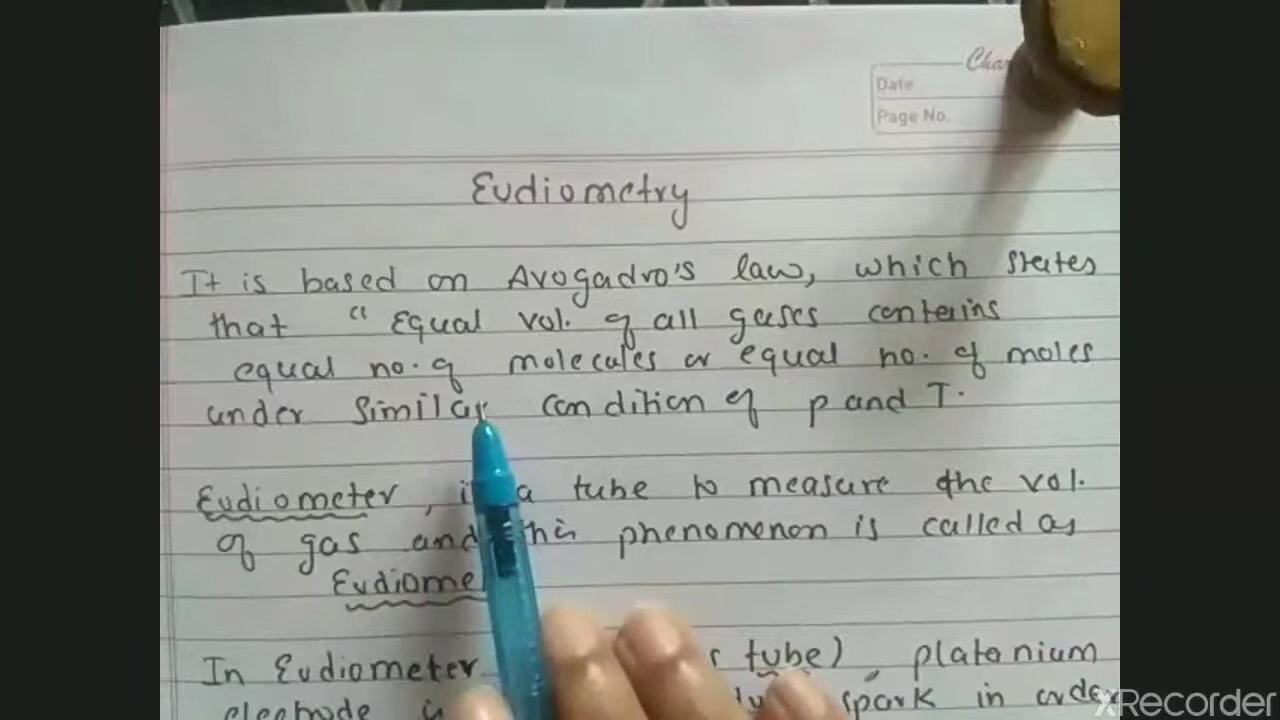 Date
Page No.
Eudiometry
It is based on Avogadro's law, which states
that "Equal vol. of all gases contains
equal no. of molecules or equal no. of moles
under similar condition of p and T.
Eudiometer, a tube to measure the vol.
of gas and phenomenon is called as
In Eudiometer tube), platonium
electrode spark in order
XRecorder